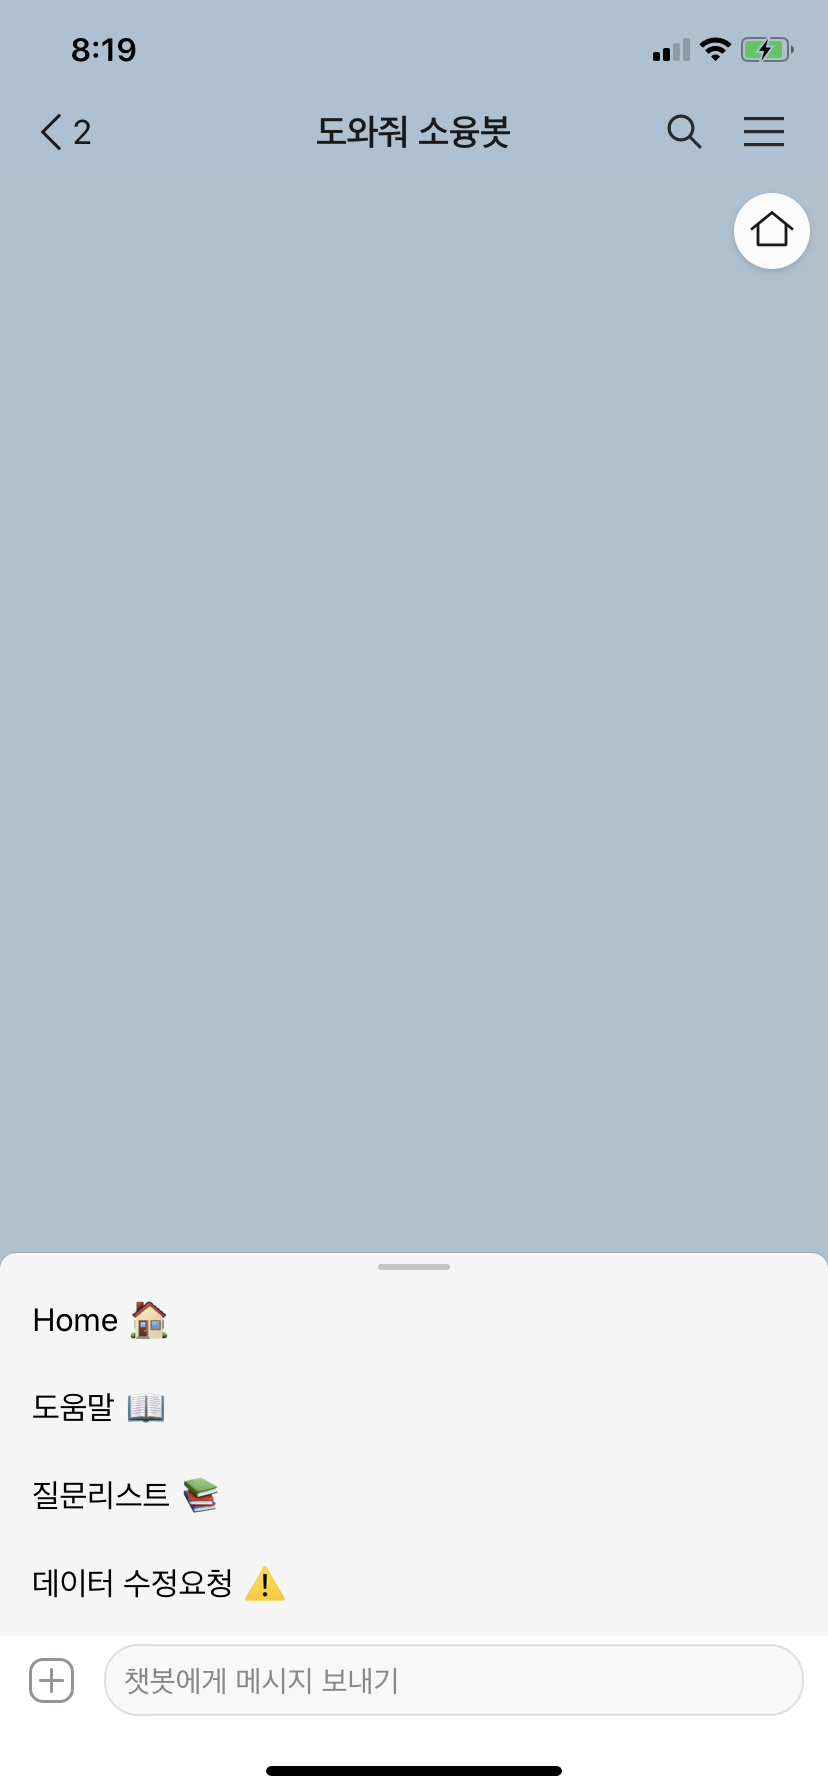 8:19
2
도와줘 소융봇
Home 🏠
도움말 📖
질문리스트 📚
데이터 수정요청 ⚠️
챗봇에게 메시지 보내기